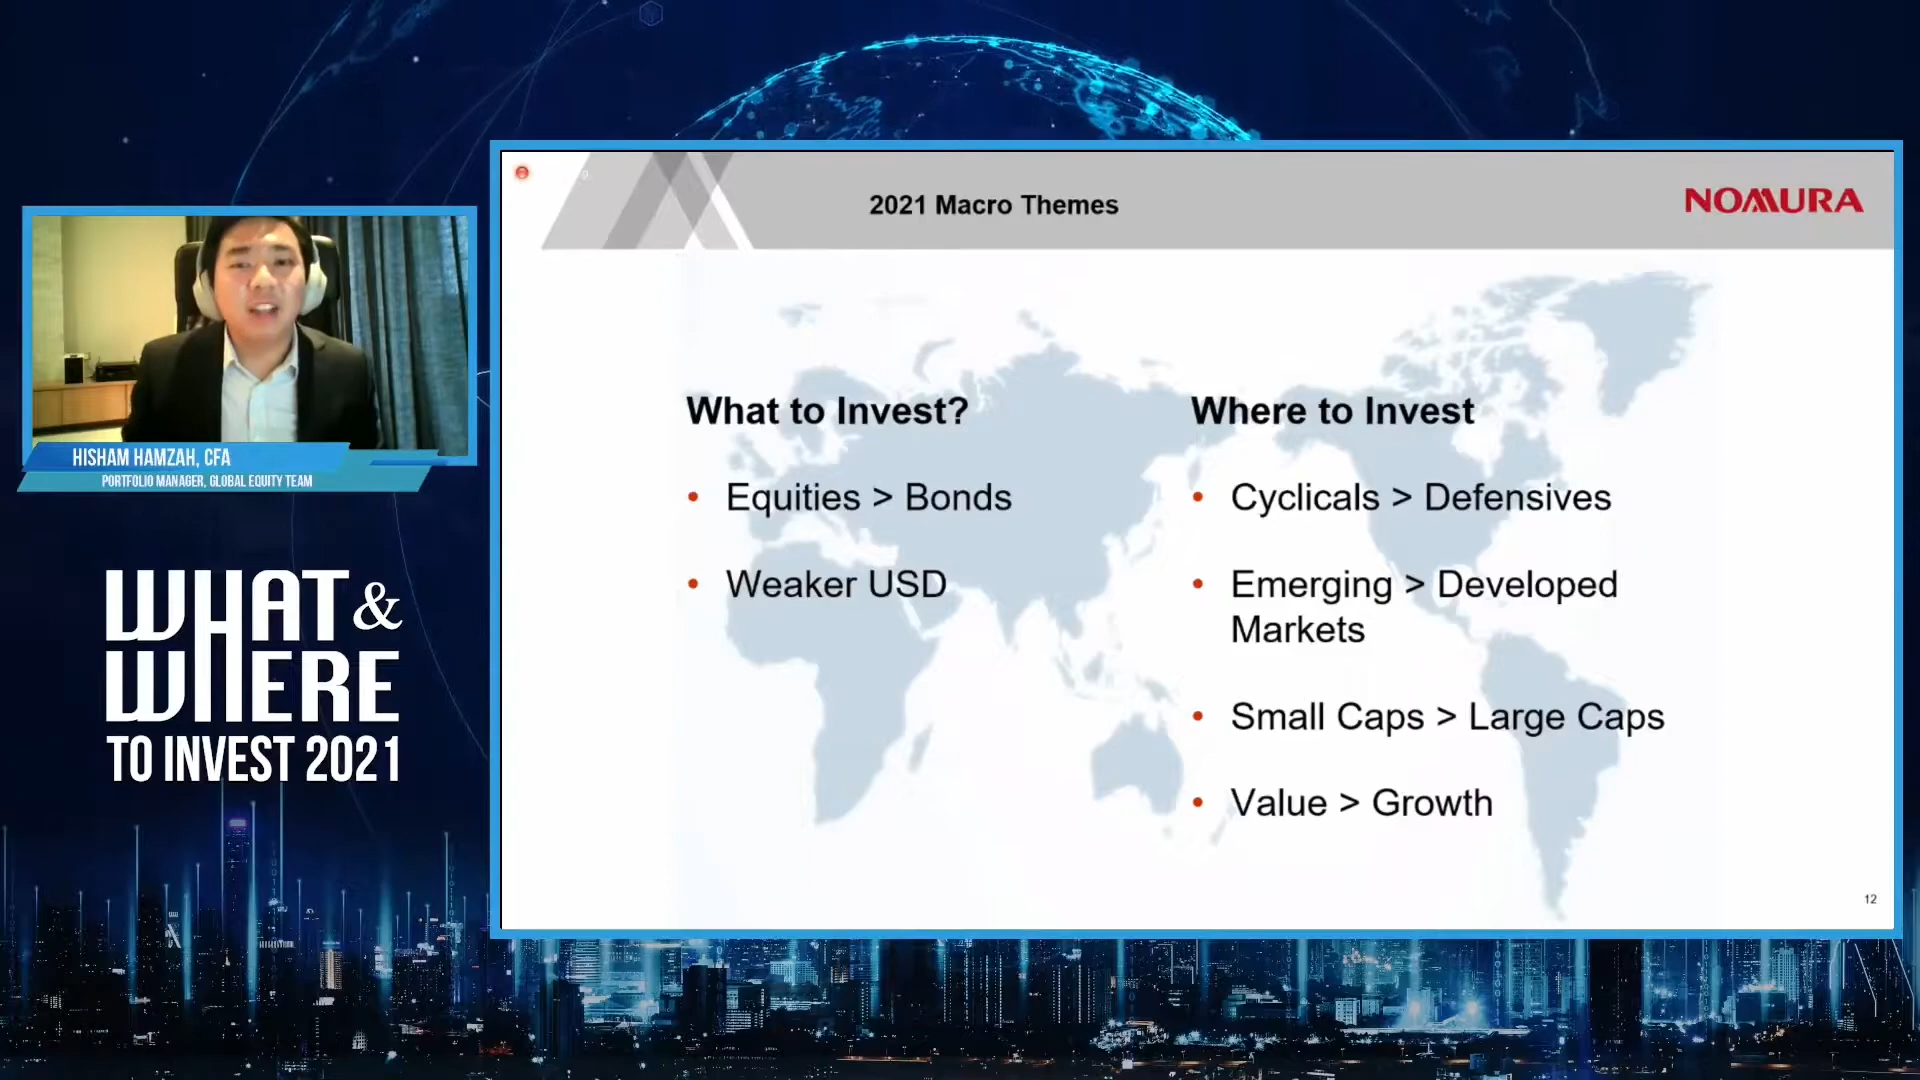 2021 Macro Themes
NOMURA
HISHAM HAMZAH, CFA
PORTFOLIO MANAGER, GLOBAL EQUITY TEAM
WHAT &
WHERE
TO INVEST 2021
What to Invest?
• Equities > Bonds
• Weaker USD
Where to Invest
• Cyclicals > Defensives
• Emerging > Developed
Markets
• Small Caps > Large Caps
• Value > Growth
12